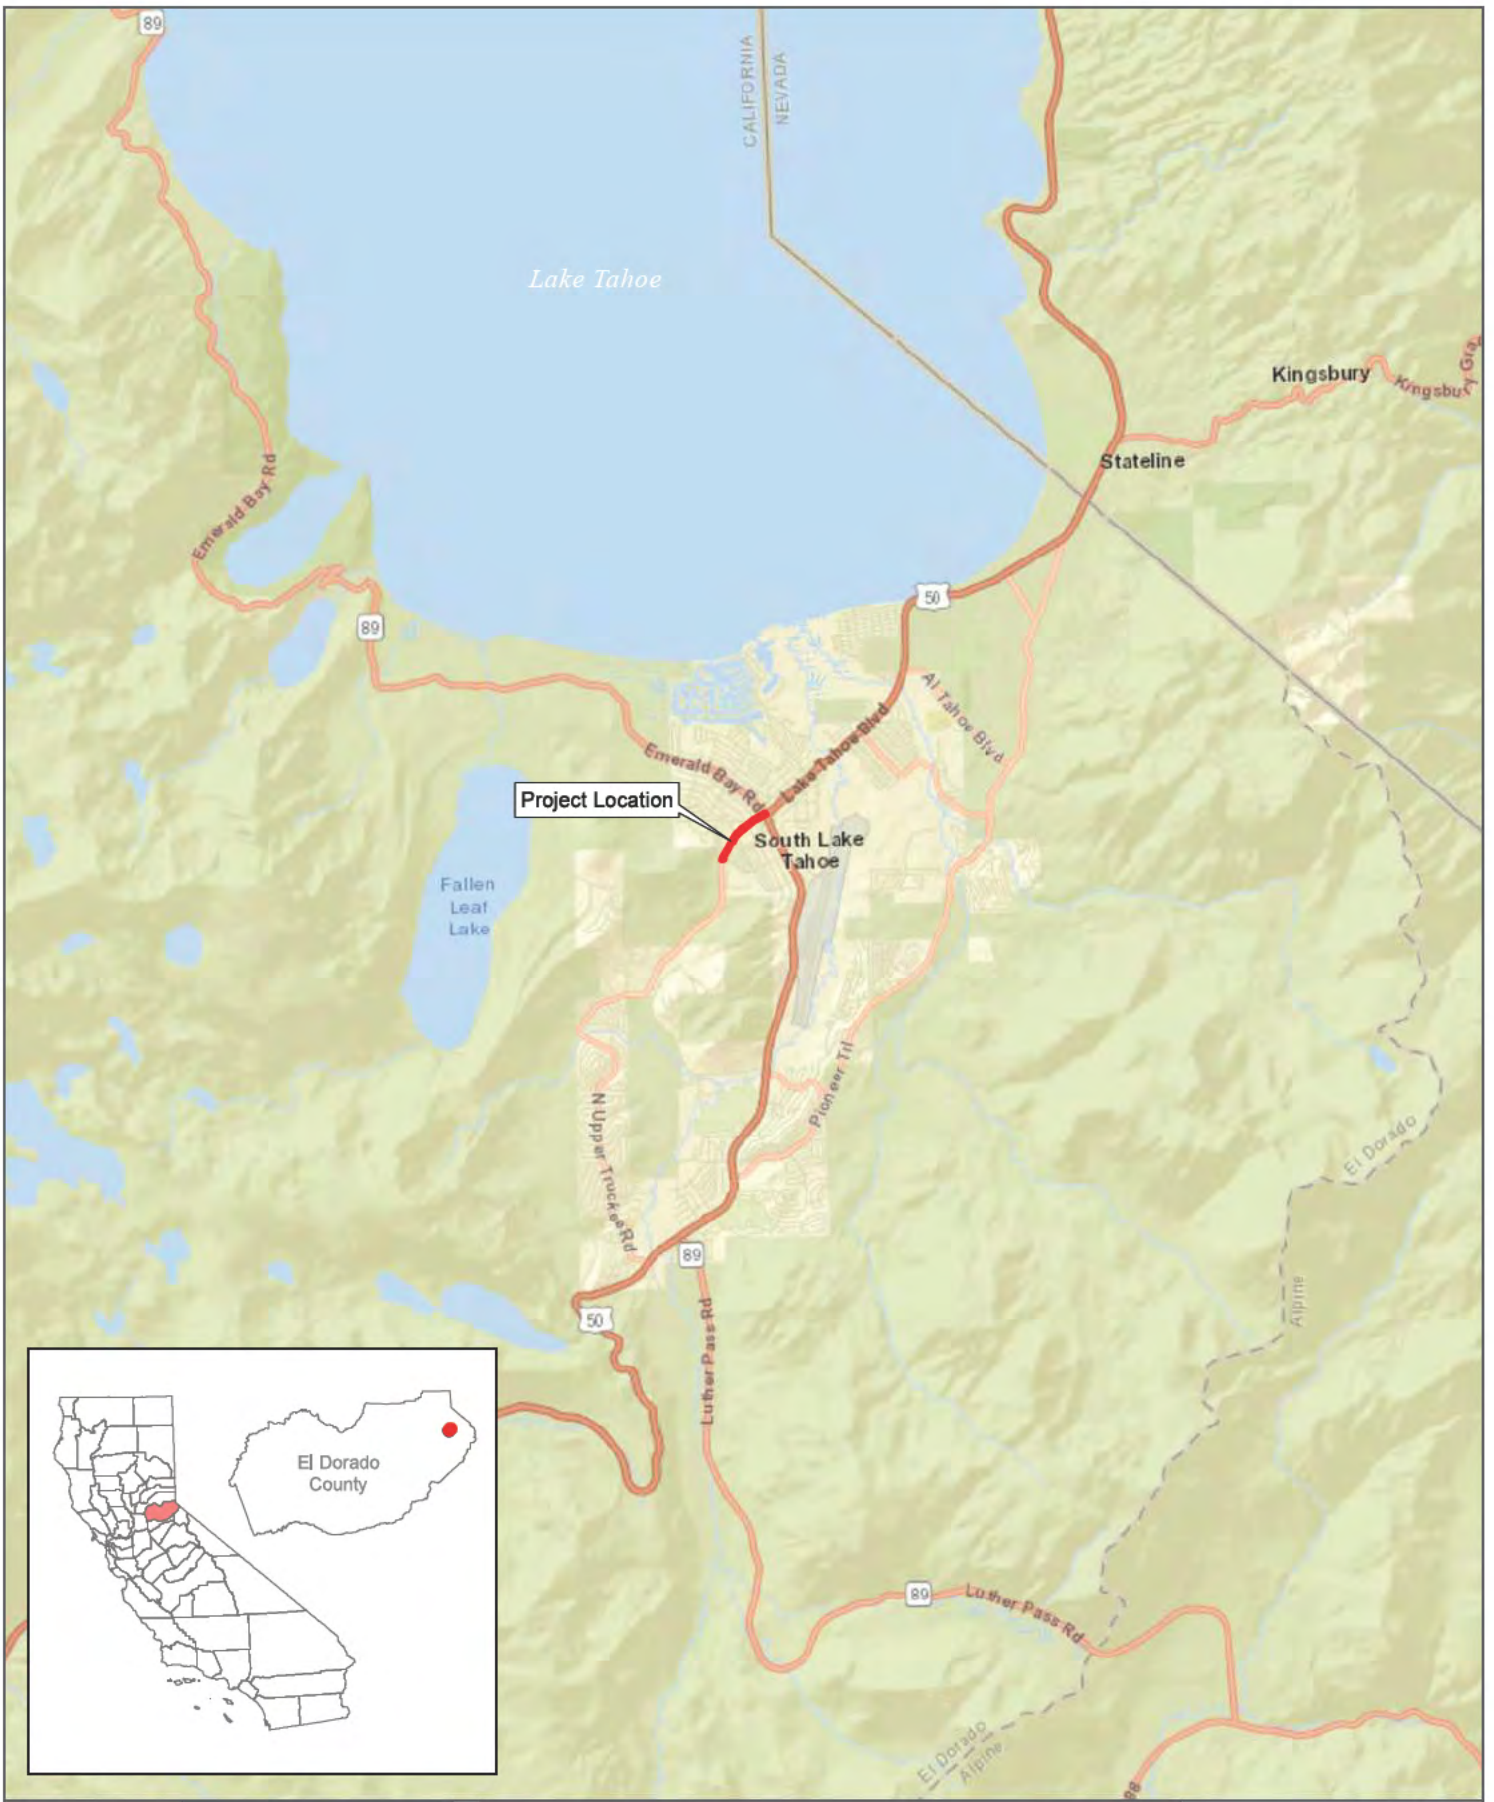 89
CALIFORNIA
NEVADA
Lake Tahoe
Kingsbury
Kingsbury Gra
Stateline
Emerald Bay Rd
50
89
Al Tahoe Blvd
Lake Tahoe Blvd
Emerald Bay Rd
Project Location
South Lake
Tahoe
Fallen
Leaf
Lake
Pioneer Trl
N Upper Truckee Rd
El Dorado
Alpine
89
50
Luther Pass Rd
El Dorado
County
89
Luther Pass Rd
El Dorado
Alpine
88